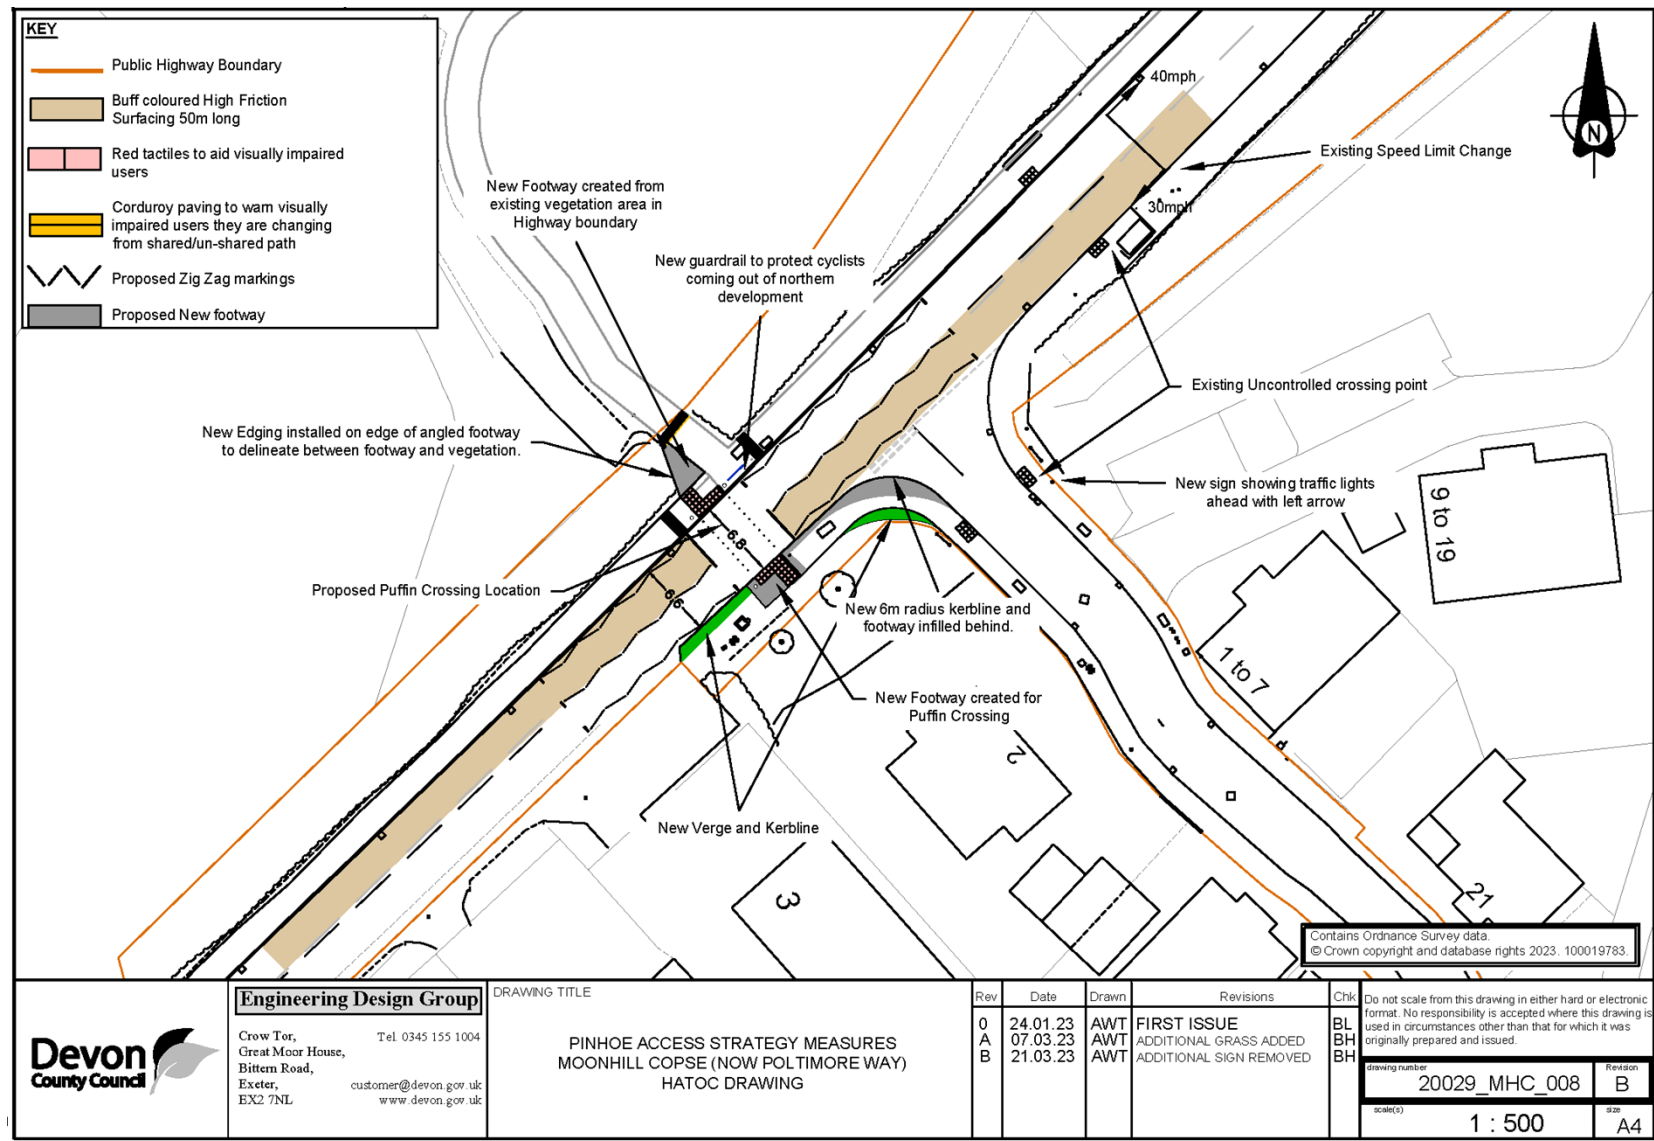 KEY
Public Highway Boundary
Buff coloured High Friction
Surfacing 50m long
Red tactiles to aid visually impaired
users
Corduroy paving to warn visually
impaired users they are changing
from shared/un-shared path
Proposed Zig Zag markings
Proposed New footway
40mph
N
Existing Speed Limit Change
30mph
New Footway created from
existing vegetation area in
Highway boundary
New guardrail to protect cyclists
coming out of northern
development
Existing Uncontrolled crossing point
New Edging installed on edge of angled footway
to delineate between footway and vegetation.
New sign showing traffic lights
ahead with left arrow
9 to 19
6.8
6.6
Proposed Puffin Crossing Location
New 6m radius kerbline and
footway infilled behind.
1 to 7
New Footway created for
Puffin Crossing
2
New Verge and Kerbline
3
21
Contains Ordnance Survey data.
© Crown copyright and database rights 2023. 100019783.
Devon
County Council
Engineering Design Group
Crow Tor,
Great Moor House,
Bittern Road,
Exeter,
EX2 7NL
Tel 0345 155 1004
customer@devon.gov.uk
www.devon.gov.uk
DRAWING TITLE
PINHOE ACCESS STRATEGY MEASURES
MOONHILL COPSE (NOW POLTIMORE WAY)
HATOC DRAWING
Rev Date Drawn Revisions Chk
0 24.01.23 AWT FIRST ISSUE BL
A 07.03.23 AWT ADDITIONAL GRASS ADDED BH
B 21.03.23 AWT ADDITIONAL SIGN REMOVED BH
Do not scale from this drawing in either hard or electronic
format. No responsibility is accepted where this drawing is
used in circumstances other than that for which it was
originally prepared and issued.
drawing number
20029_MHC_008
Revision
B
scale(s)
1 : 500
size
A4